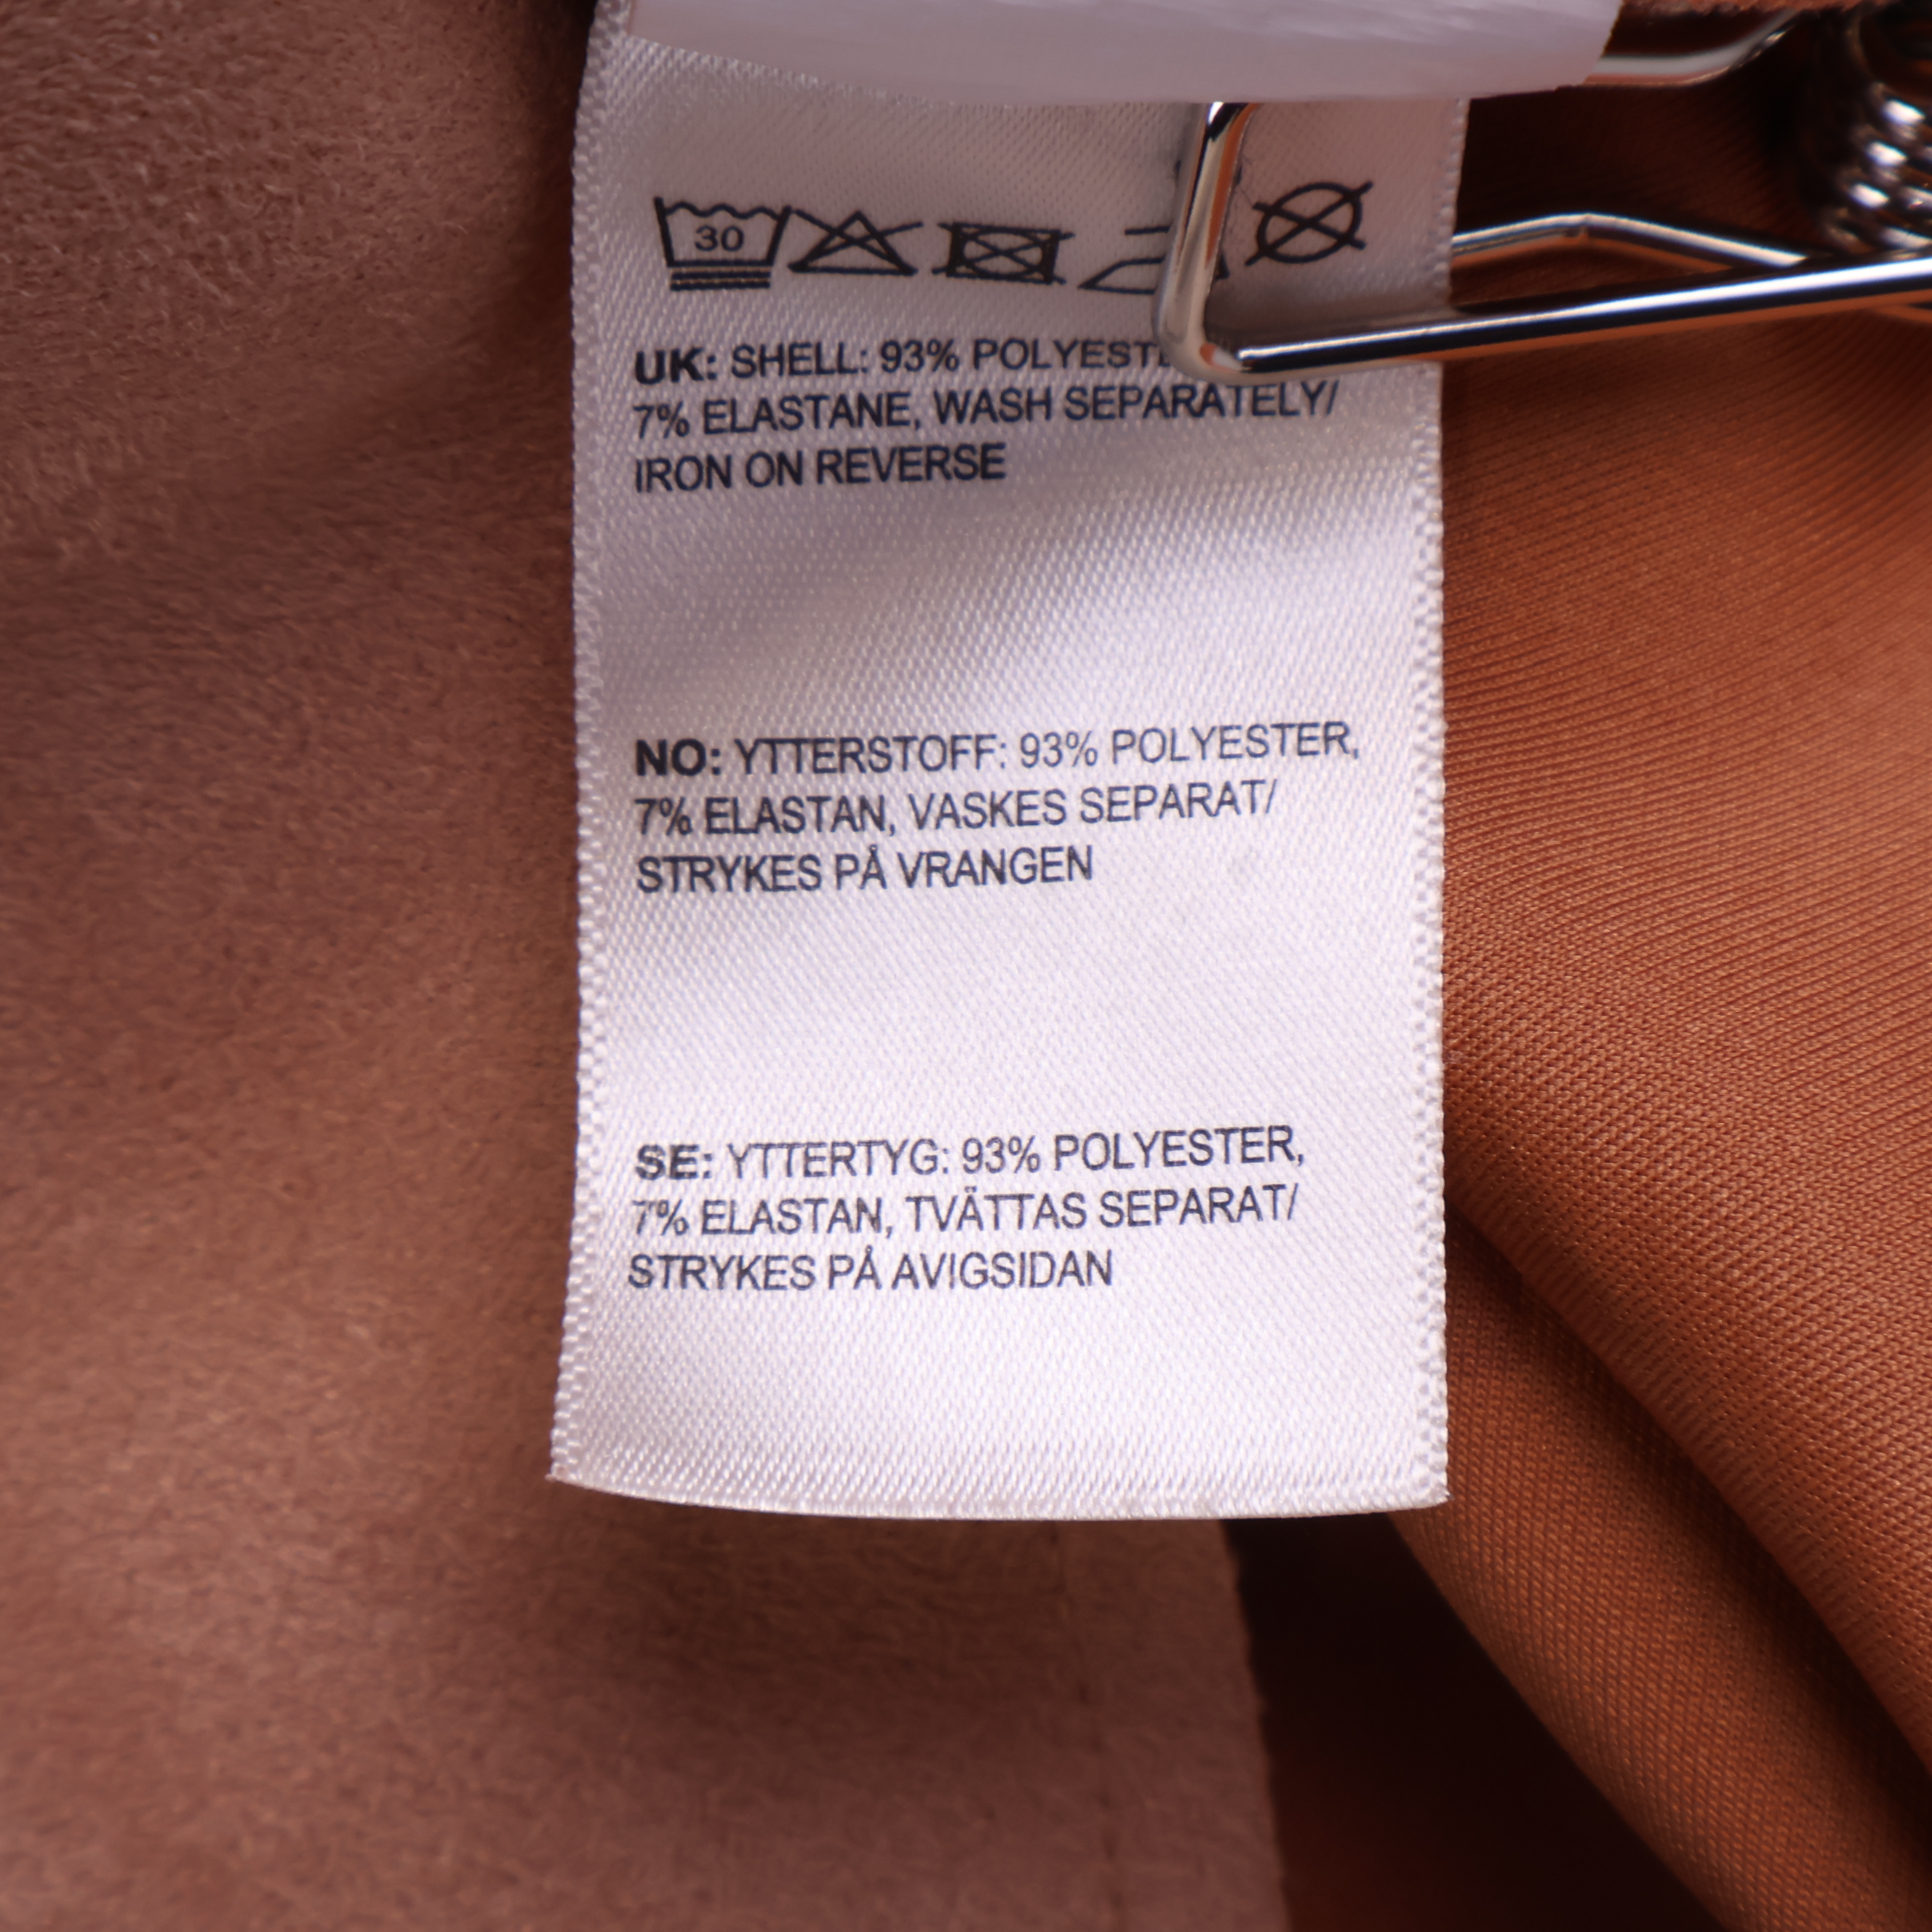 30
UK: SHELL: 93%
7% ELASTANE, WASH SEPARATELY/
IRON ON REVERSE
NO: YTTERSTOFF: 93% POLYESTER,
7% ELASTAN, VASKES SEPARAT/
STRYKES PÅ VRANGEN
SE: YTTERTYG: 93% POLYESTER,
7% ELASTAN, TVÄTTAS SEPARAT/
STRYKES PÅ AVIGSIDAN